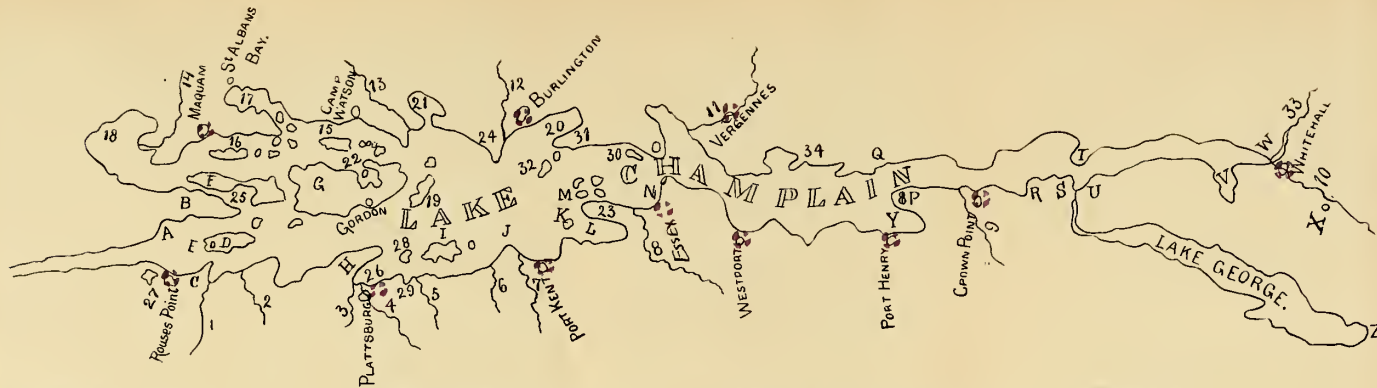 St ALBANS
BAY.
14
MAQUAM
17
CAMP
WATSON
13
21
12
BURLINGTON
11
VERGENNES
33
WHITEHALL
18
16
15
24
20
31
34
Q
I
W
F
25
22
G
32
30
B
19
GORDON
LAKE CHAMPLAIN
M
K
23
N
8P
R S
U
V
10
X
A
E
D
28
I
J
L
Y
C
H
26
27
ROUSES POINT
1
2
3
PLATTSBURG
4
29
5
6
7
PORT KENT
8
ESSEX
WESTPORT
PORT HENRY
CROWN POINT
9
LAKE GEORGE.
Z